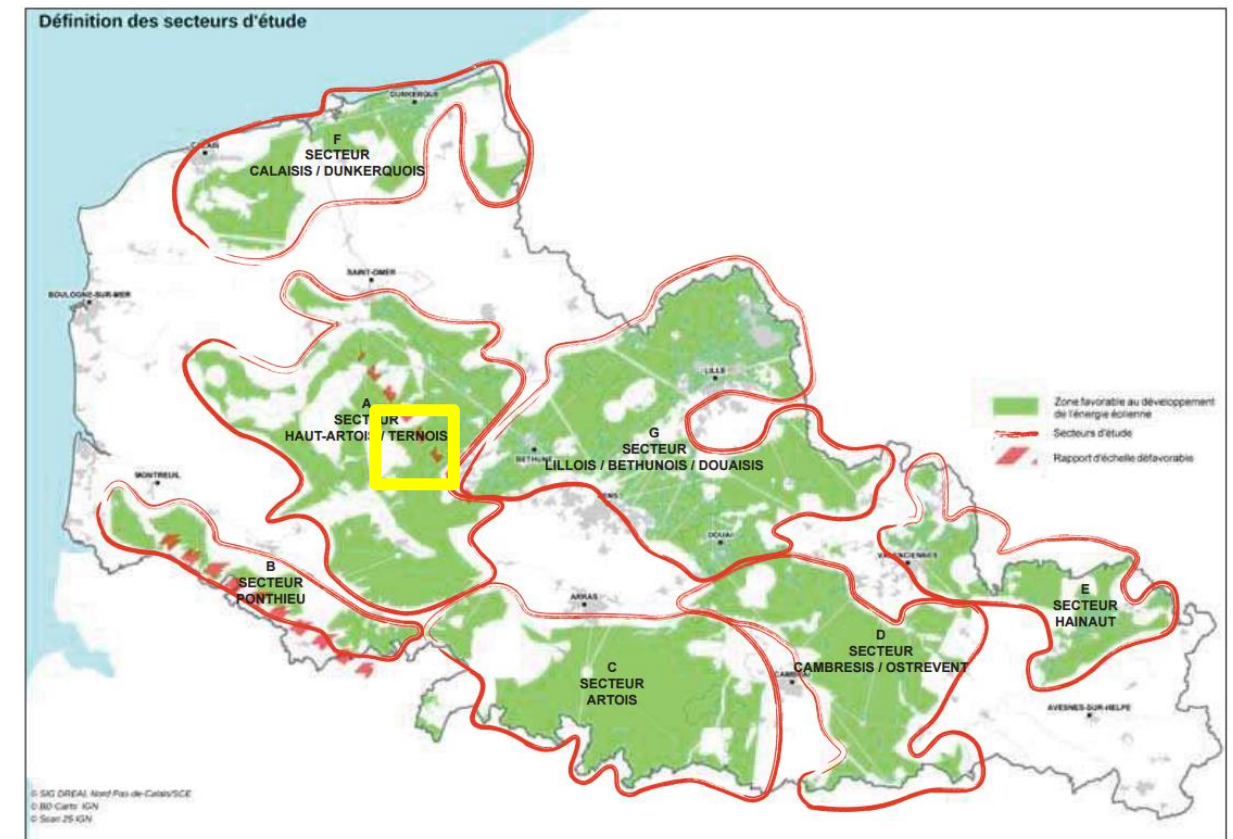 Définition des secteurs d'étude
DUNKERQUE
CALAIS
F
SECTEUR
CALAISIS / DUNKERQUOIS
SAINT-OMER
BOULOGNE-SUR-MER
LILLE
A
SECTEUR
HAUT-ARTOIS / TERNOIS
G
SECTEUR
LILLOIS / BETHUNOIS / DOUAISIS
BETHUNE
Zone favorable au développement
de l'énergie éolienne
Secteurs d'étude
Rapport d'échelle défavorable
MONTREUIL
LENS
DOUAI
VALENCIENNES
B
SECTEUR
PONTHIEU
ARRAS
E
SECTEUR
HAINAUT
D
SECTEUR
CAMBRESIS / OSTREVENT
C
SECTEUR
ARTOIS
CAMBRAI
AVESNES-SUR-HELPE
© SIG DREAL Nord Pas-de-Calais/SCE
© BD Carto IGN
© Scan 25 IGN